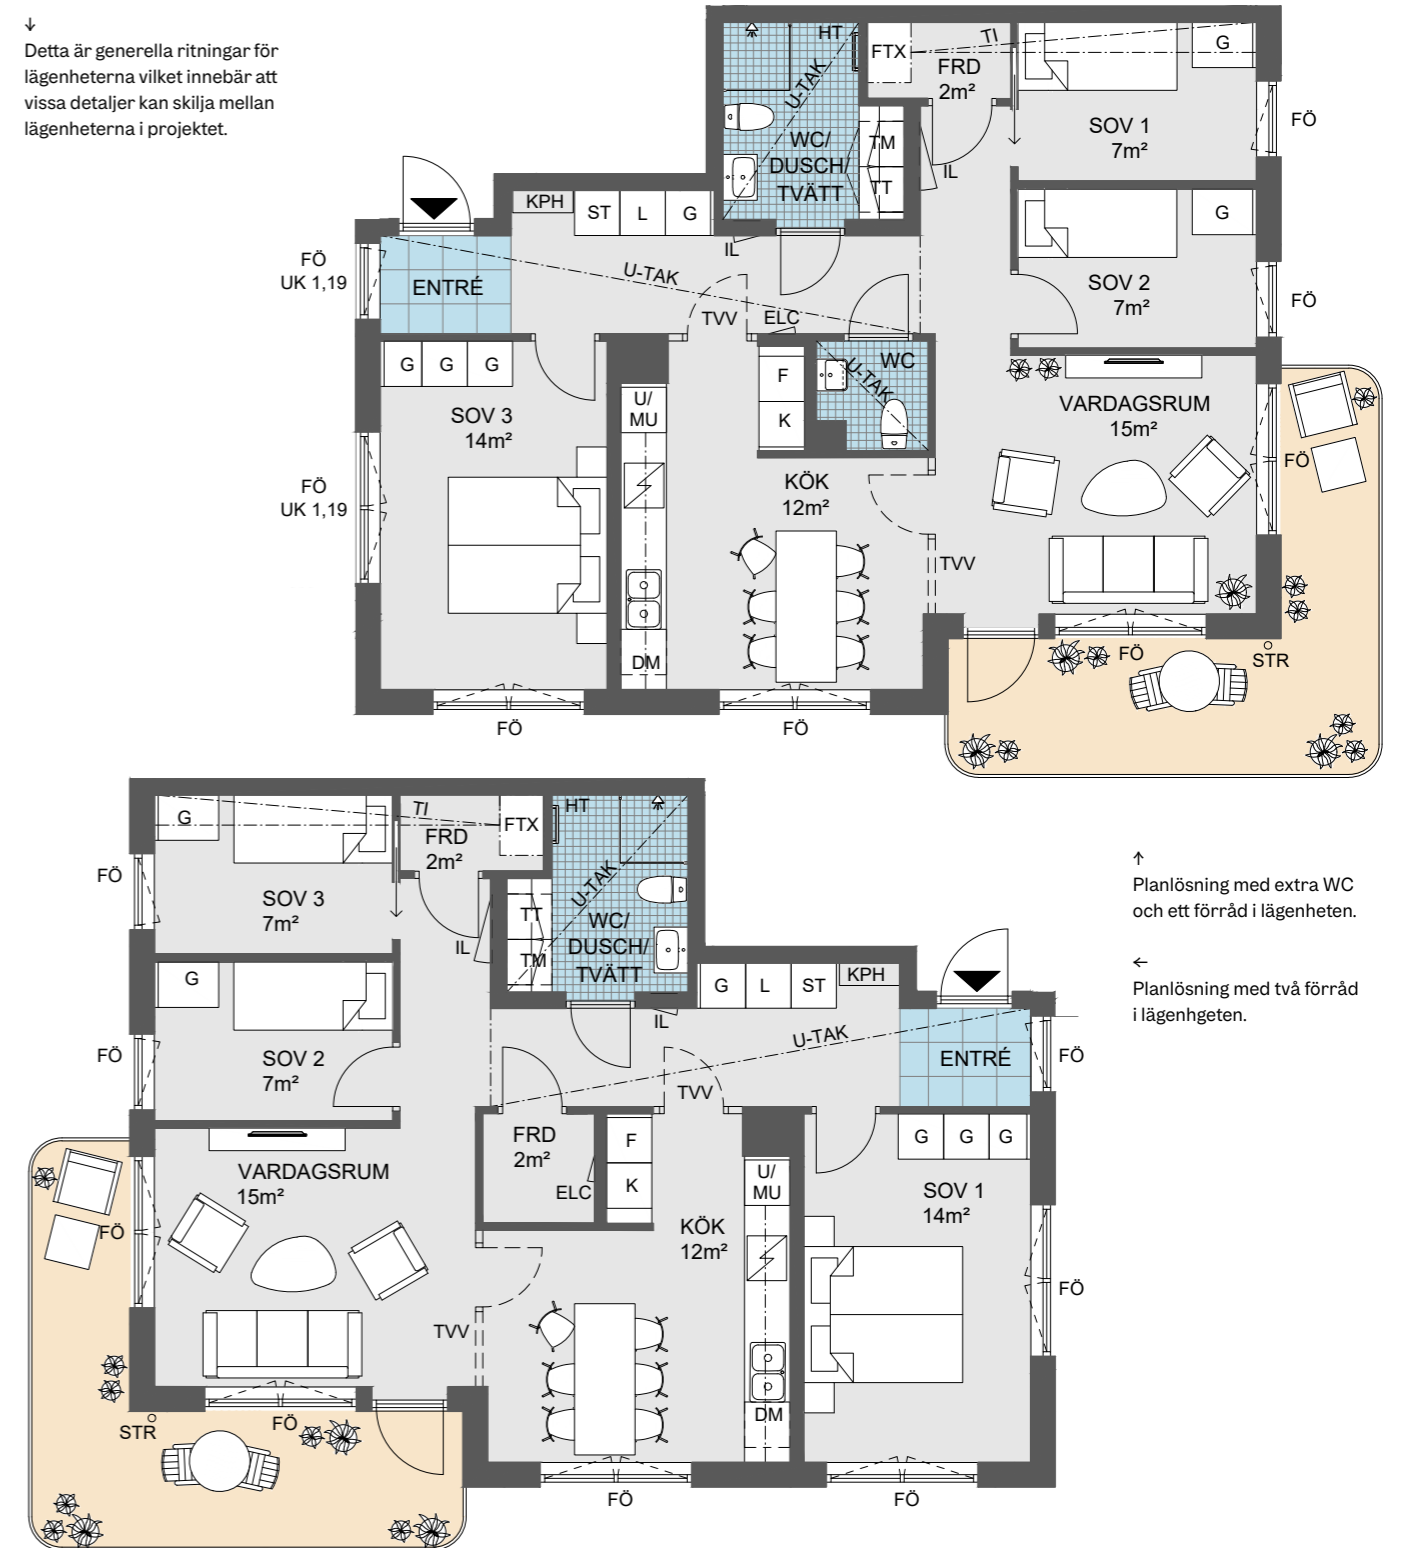 ↓
Detta är generella ritningar för
lägenheterna vilket innebär att
vissa detaljer kan skilja mellan
lägenheterna i projektet.
HT
FTX
TI
FRD
2m²
G
U-TAK
WC/
DUSCH/
TVÄTT
TM
TT
IL
SOV 1
7m²
FÖ
KPH
ST
L
G
IL
G
SOV 2
7m²
FÖ
FÖ
UK 1,19
ENTRÉ
U-TAK
TVV
ELC
G
G
G
SOV 3
14m²
U/
MU
F
K
WC
U-TAK
VARDAGSRUM
15m²
FÖ
FÖ
UK 1,19
KÖK
12m²
TVV
DM
FÖ
STR
FÖ
FÖ
G
TI
FRD
2m²
FTX
HT
FÖ
SOV 3
7m²
IL
TT
TM
U-TAK
WC/
DUSCH/
TVÄTT
↑
Planlösning med extra WC
och ett förråd i lägenheten.
←
Planlösning med två förråd
i lägenhgeten.
G
G
L
ST
KPH
IL
FÖ
SOV 2
7m²
U-TAK
ENTRÉ
FÖ
TVV
FRD
2m²
ELC
F
K
G
G
G
VARDAGSRUM
15m²
FÖ
U/
MU
SOV 1
14m²
KÖK
12m²
FÖ
TVV
DM
STR
FÖ
FÖ
FÖ